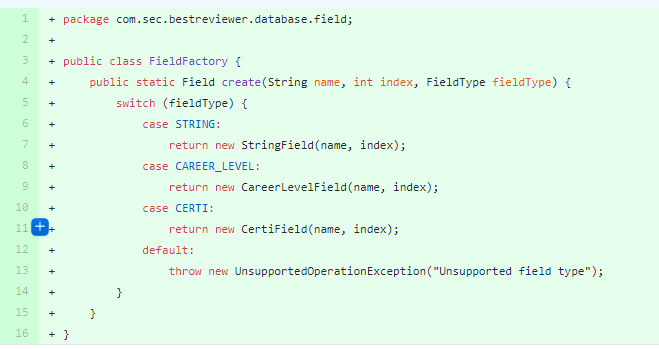 1 + package com.sec.bestreviewer.database.field;
2 +
3 + public class FieldFactory {
4 +     public static Field create(String name, int index, FieldType fieldType) {
5 +         switch (fieldType) {
6 +             case STRING:
7 +                 return new StringField(name, index);
8 +             case CAREER_LEVEL:
9 +                 return new CareerLevelField(name, index);
10 +             case CERTI:
11 +                 return new CertiField(name, index);
12 +             default:
13 +                 throw new UnsupportedOperationException("Unsupported field type");
14 +         }
15 +     }
16 + }